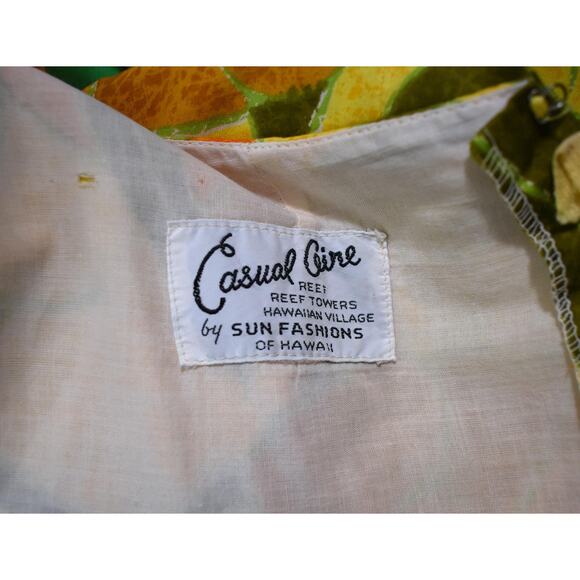 Casual Aire
REEF
REEF TOWERS
HAWAIIAN VILLAGE
by SUN FASHIONS
OF HAWAII